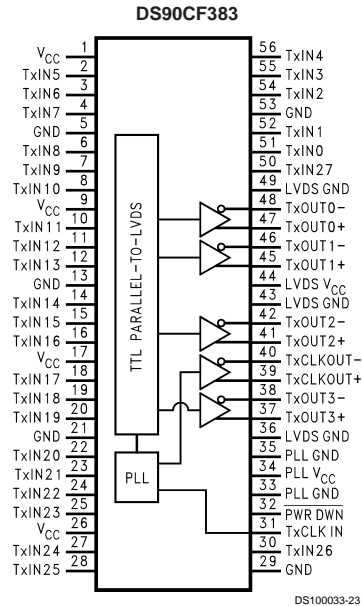 DS90CF383
V_CC 1
TxIN5 2
TxIN6 3
TxIN7 4
GND 5
TxIN8 6
TxIN9 7
TxIN10 8
V_CC 9
TxIN11 10
TxIN12 11
TxIN13 12
GND 13
TxIN14 14
TxIN15 15
TxIN16 16
V_CC 17
TxIN17 18
TxIN18 19
TxIN19 20
GND 21
TxIN20 22
TxIN21 23
TxIN22 24
TxIN23 25
V_CC 26
TxIN24 27
TxIN25 28
TTL PARALLEL-TO-LVDS
PLL
56 TxIN4
55 TxIN3
54 TxIN2
53 GND
52 TxIN1
51 TxIN0
50 TxIN27
49 LVDS GND
48 TxOUT0-
47 TxOUT0+
46 TxOUT1-
45 TxOUT1+
44 LVDS V_CC
43 LVDS GND
42 TxOUT2-
41 TxOUT2+
40 TxCLKOUT-
39 TxCLKOUT+
38 TxOUT3-
37 TxOUT3+
36 LVDS GND
35 PLL GND
34 PLL V_CC
33 PLL GND
32 PWR DWN
31 TxCLK IN
30 TxIN26
29 GND
DS100033-23